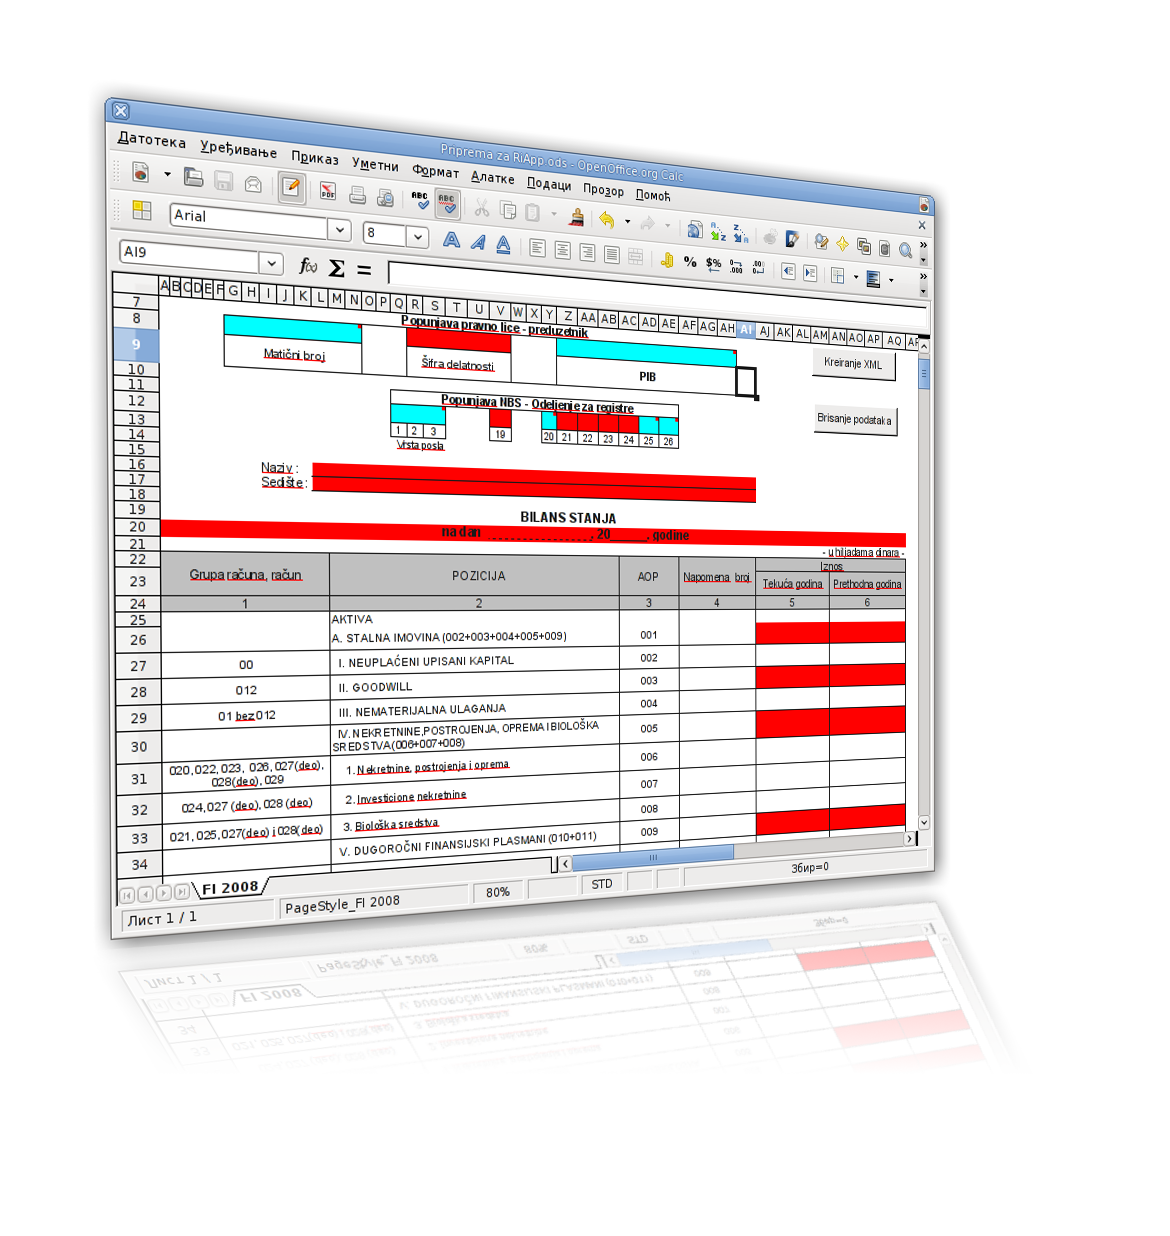 Priprema za RiApp.ods - OpenOffice.org Calc
Датотека Уређивање Приказ Уметни Формат Алатке Подаци Прозор Помоћ
Arial 8
AI9
A B C D E F G H I J K L M N O P Q R S T U V W X Y Z AA AB AC AD AE AF AG AH AI AJ AK AL AM AN AO AP AQ
7
8 Popunjava pravno lice - preduzetnik
9 Matični broj Šifra delatnosti PIB Kreiranje XML
10
11
12 Popunjava NBS - Odeljenje za registre
13 Brisanje podataka
14 1 2 3 19 20 21 22 23 24 25 26
15 Vrsta posla
16 Naziv :
17 Sedište :
18
19 BILANS STANJA
20 na dan _ _ _ _ _ _ _ _ _ _ _ _ _ _ _ , 20______. godine
21 - u hiljadama dinara -
22 Iznos
23 Grupa računa, račun POZICIJA AOP Napomena broj Tekuća godina Prethodna godina
24 1 2 3 4 5 6
25 AKTIVA
26 A. STALNA IMOVINA (002+003+004+005+009) 001
27 00 I. NEUPLAĆENI UPISANI KAPITAL 002
28 012 II. GOODWILL 003
29 01 bez 012 III. NEMATERIJALNA ULAGANJA 004
30 IV. NEKRETNINE,POSTROJENJA, OPREMA I BIOLOŠKA
SREDSTVA(006+007+008) 005
31 020,022,023, 026,027(deo),
028(deo),029 1. Nekretnine, postrojenja i oprema 006
32 024,027 (deo),028 (deo) 2. Investicione nekretnine 007
33 021,025,027(deo) i 028(deo) 3. Biološka sredstva 008
34 V. DUGOROČNI FINANSIJSKI PLASMANI (010+011) 009
FI 2008
Лист 1 / 1 PageStyle_FI 2008 80% STD Збир=0